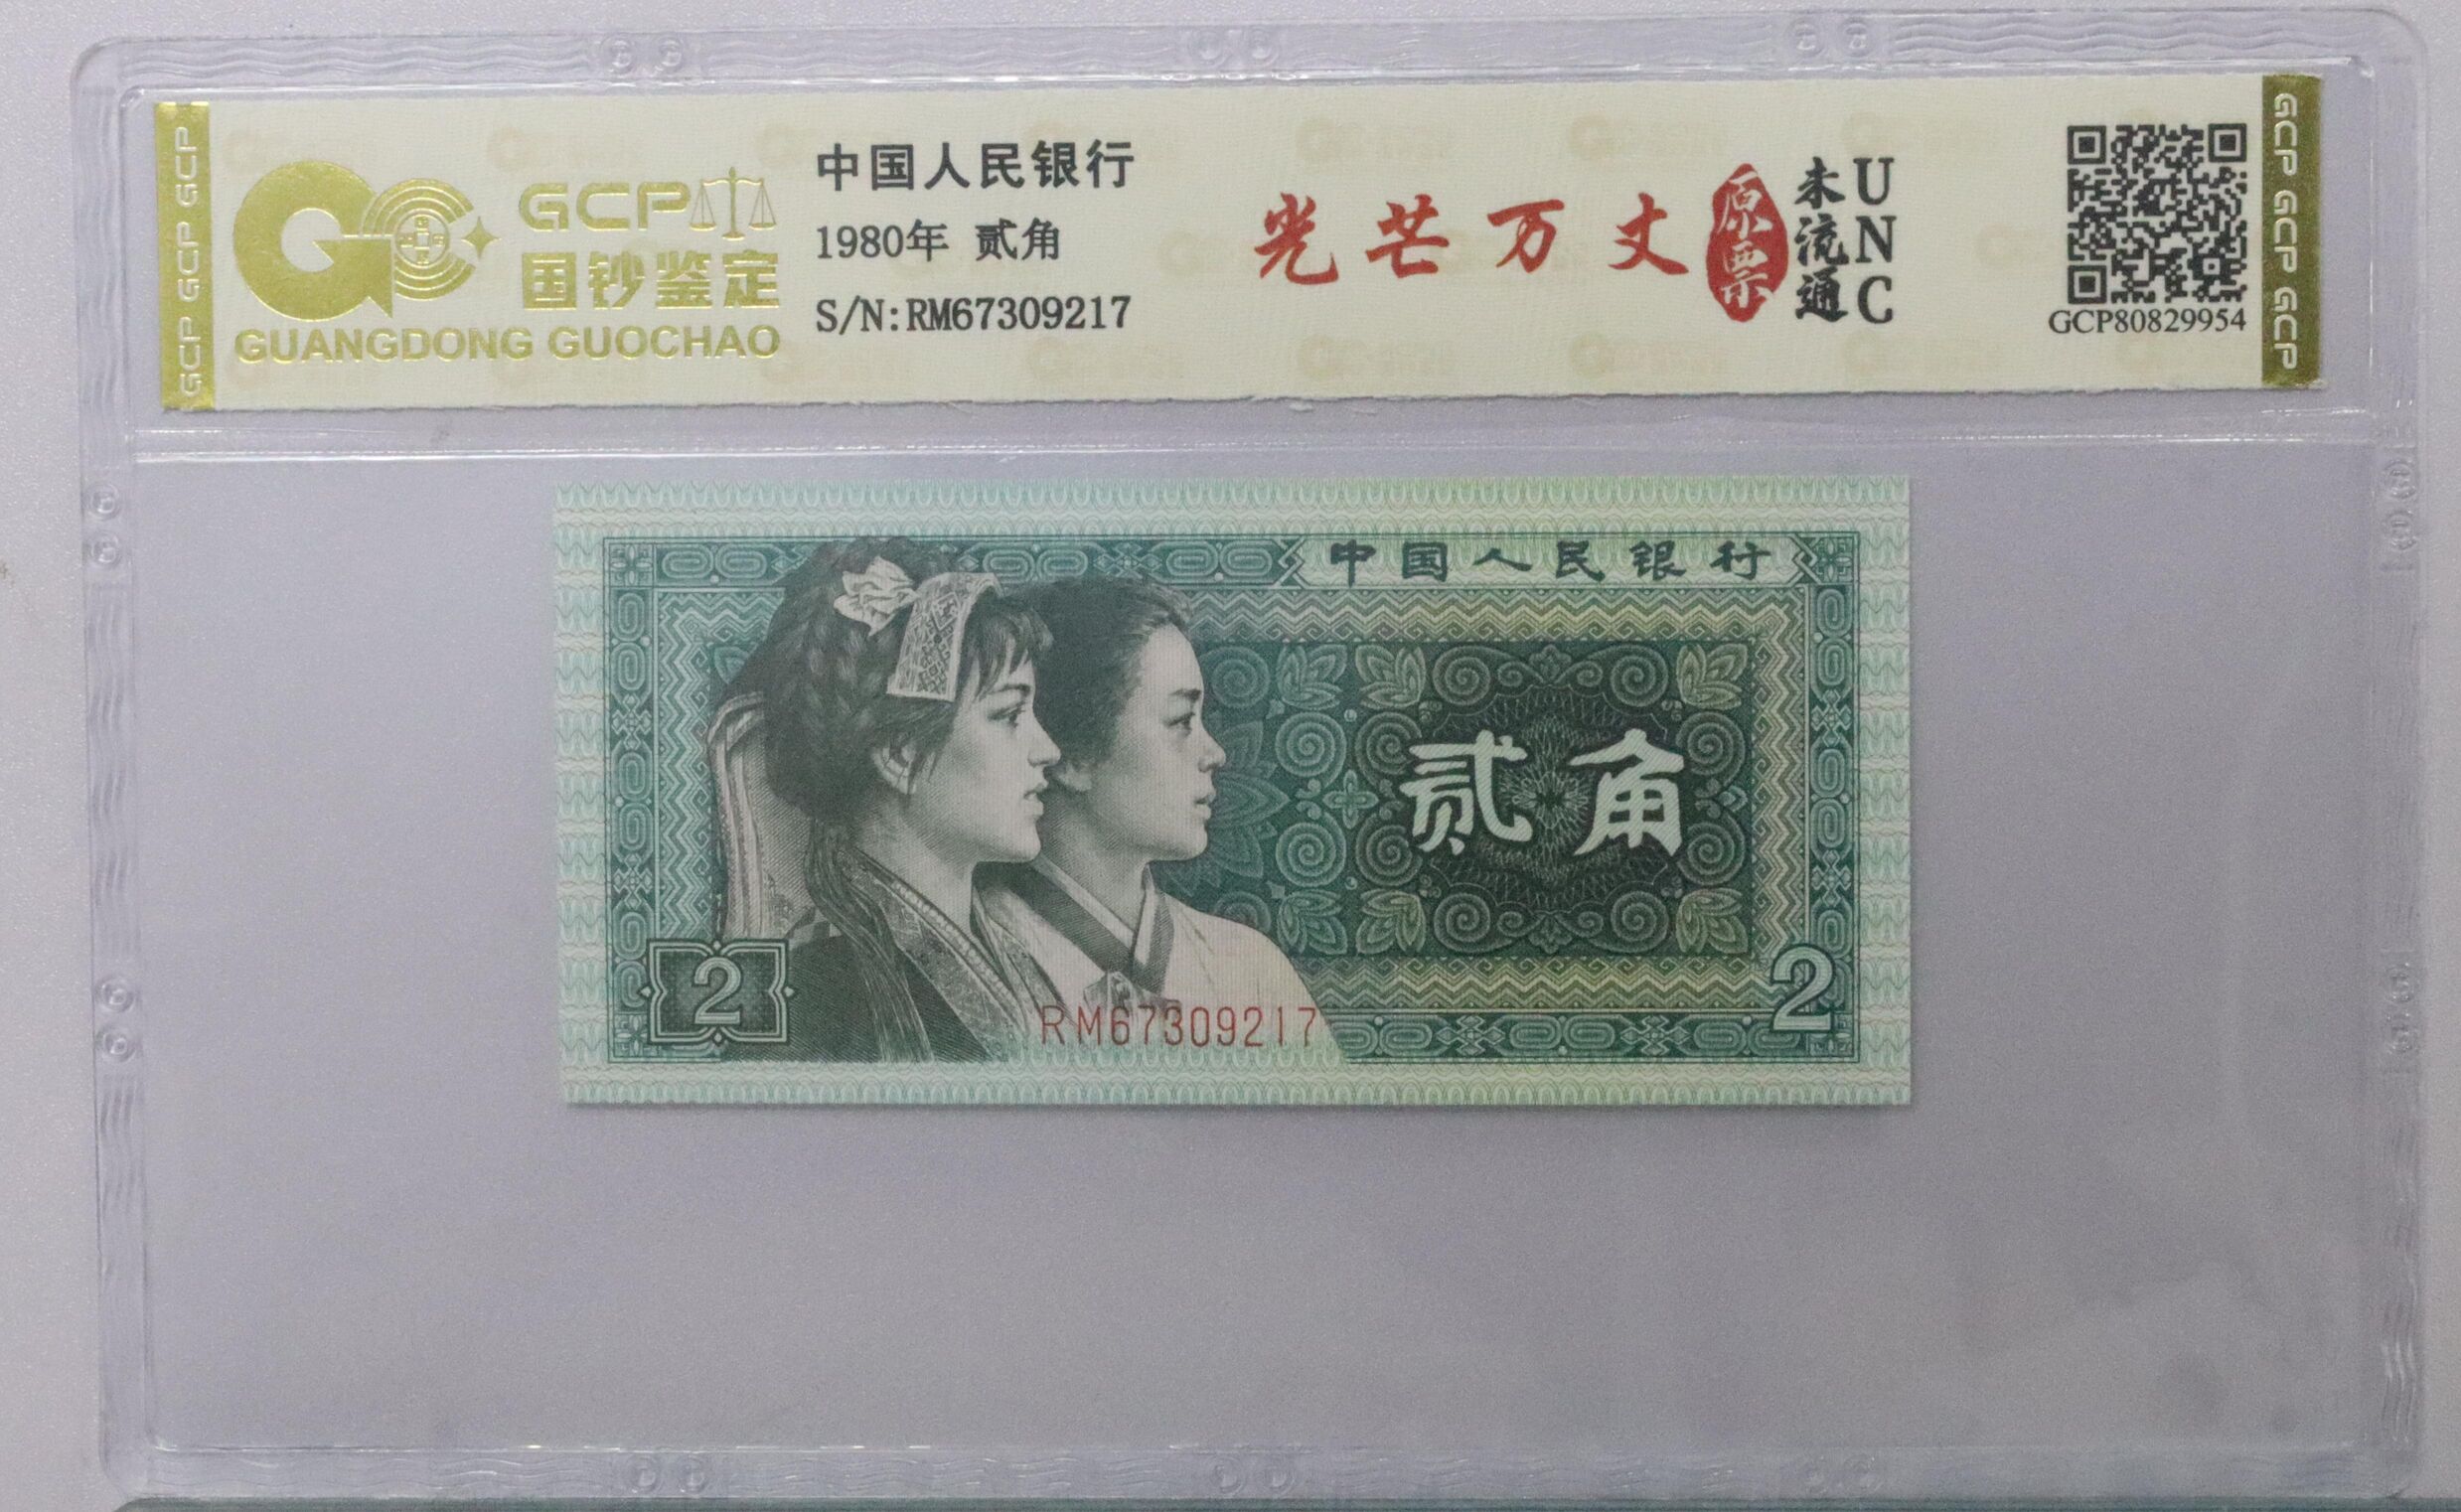 GCP GCP GCP
GCP
国钞鉴定
GUANGDONG GUOCHAO
中国人民银行
1980年 贰角
S/N:RM67309217
光芒万丈
原票
未流通
UNC
GCP80829954
GCP GCP GCP
中国人民银行
贰角
2
RM67309217
2